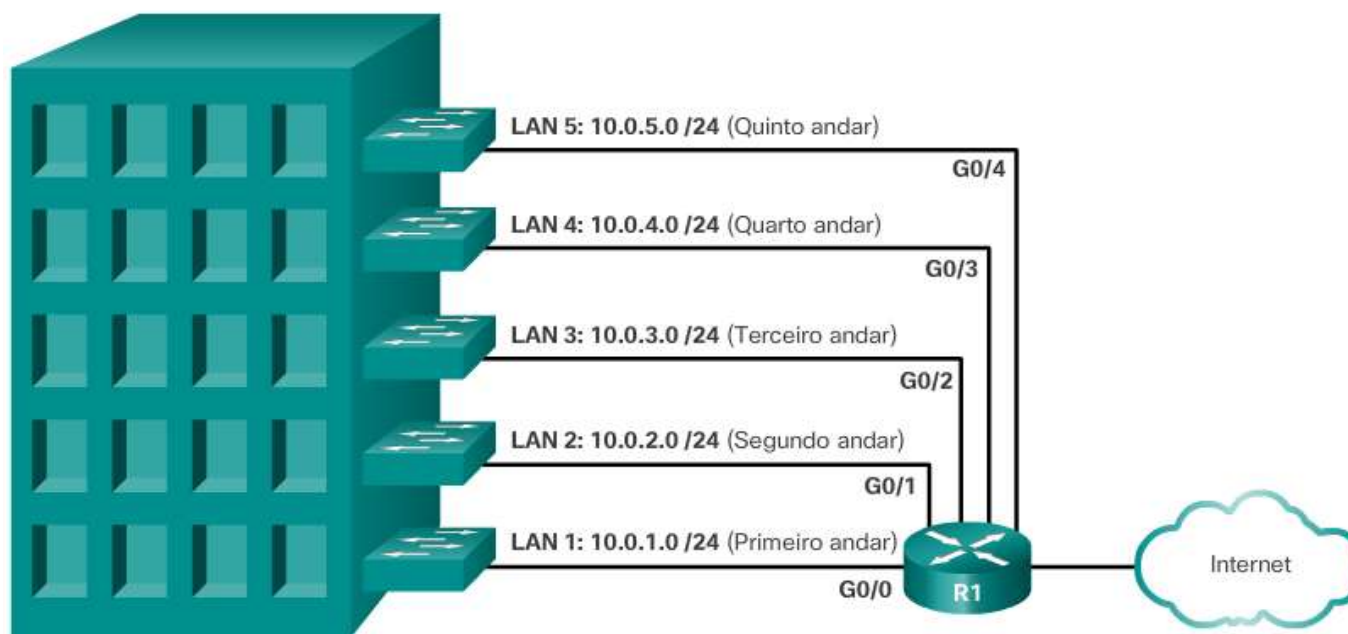 LAN 5: 10.0.5.0 /24 (Quinto andar)
G0/4
LAN 4: 10.0.4.0 /24 (Quarto andar)
G0/3
LAN 3: 10.0.3.0 /24 (Terceiro andar)
G0/2
LAN 2: 10.0.2.0 /24 (Segundo andar)
G0/1
LAN 1: 10.0.1.0 /24 (Primeiro andar)
G0/0
R1
Internet